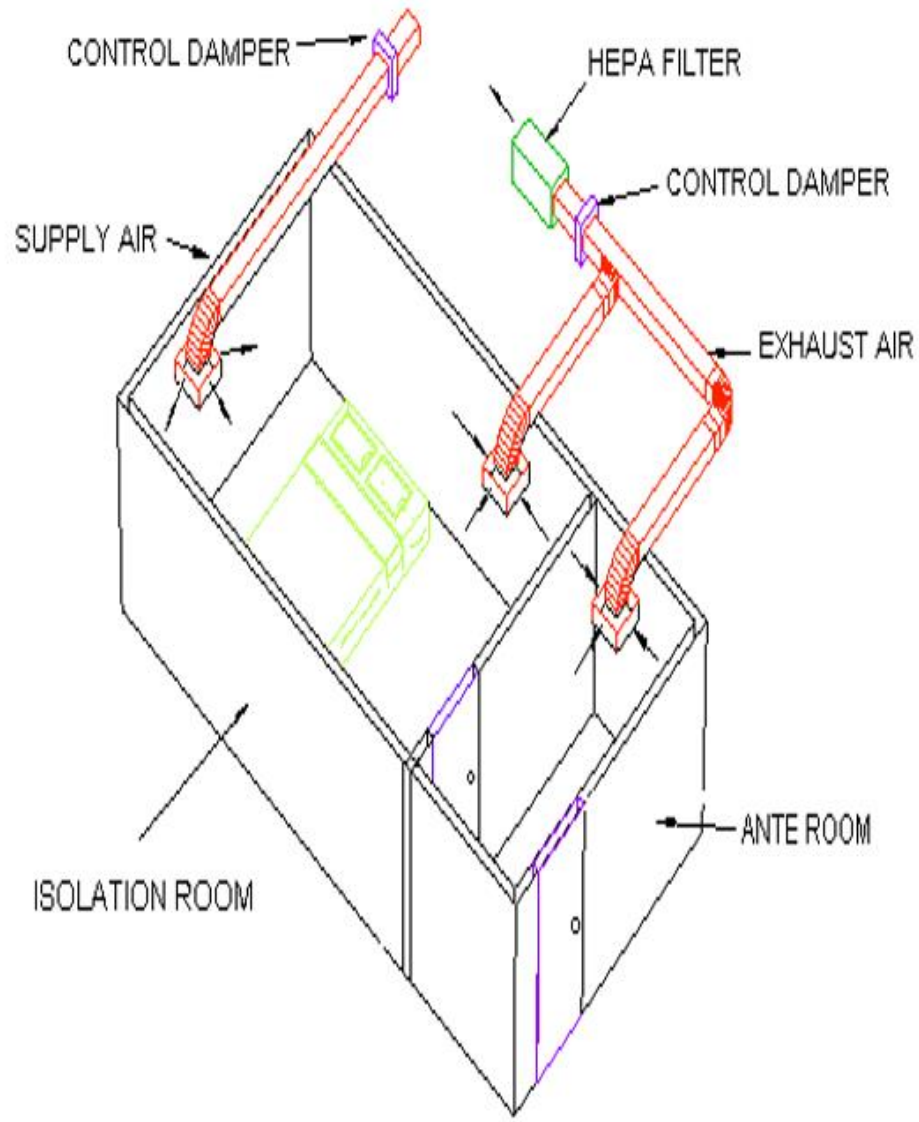 CONTROL DAMPER
HEPA FILTER
CONTROL DAMPER
SUPPLY AIR
EXHAUST AIR
ANTE ROOM
ISOLATION ROOM